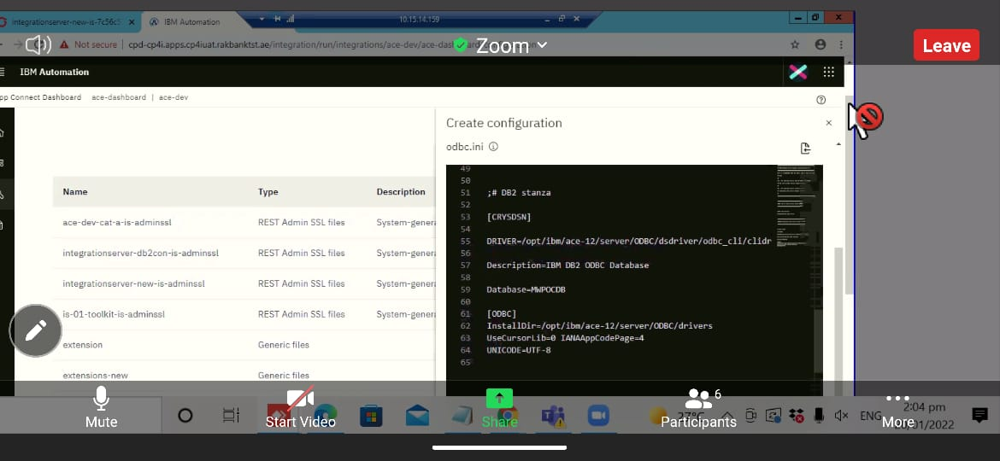 integrationserver-new-is-7c56c5
IBM Automation
10.15.14.159
Not secure
cpd-cp4i.apps.cp4iuat.rakbanktst.ae/integration/run/integrations/ace-dev/ace-das
Zoom
Leave
IBM Automation
pp Connect Dashboard
ace-dashboard | ace-dev
Create configuration
odbc.ini
Name
Type
Description
ace-dev-cat-a-is-adminssl
REST Admin SSL files
System-gener
integrationserver-db2con-is-adminssl
REST Admin SSL files
System-gener
integrationserver-new-is-adminssl
REST Admin SSL files
System-gener
is-01-toolkit-is-adminssl
REST Admin SSL files
System-gener
extension
Generic files
extensions-new
Generic files
49
50
51 ;# DB2 stanza
52
53 [CRYSDSN]
54
55 DRIVER=/opt/ibm/ace-12/server/ODBC/dsdriver/odbc_cli/clidr
56
57 Description=IBM DB2 ODBC Database
58
59 Database=MWPOCDB
60
61 [ODBC]
62 InstallDir=/opt/ibm/ace-12/server/ODBC/drivers
63 UseCursorLib=0 IANAAppCodePage=4
64 UNICODE=UTF-8
65
6
Mute
Start Video
Share
Participants
More
27°C
ENG
2:04 pm
/01/2022